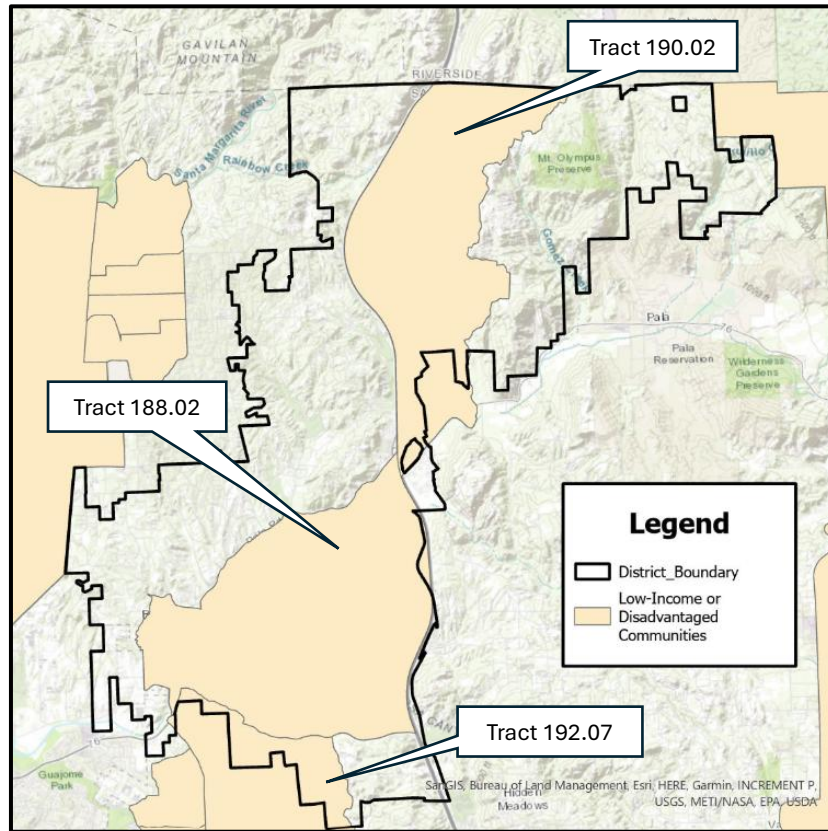 GAVILAN
MOUNTAIN
Tract 190.02
RIVERSIDE
Santa Margarita River
Rainbow Creek
Mt. Olympus
Preserve
Pala
76
Pala
Reservation
Wilderness
Gardens
Preserve
Tract 188.02
Legend
District_Boundary
Low-Income or
Disadvantaged
Communities
Tract 192.07
76
Guajome
Park
SanGIS, Bureau of Land Management, Esri, HERE, Garmin, INCREMENT P,
USGS, METI/NASA, EPA, USDA
Hidden
Meadows